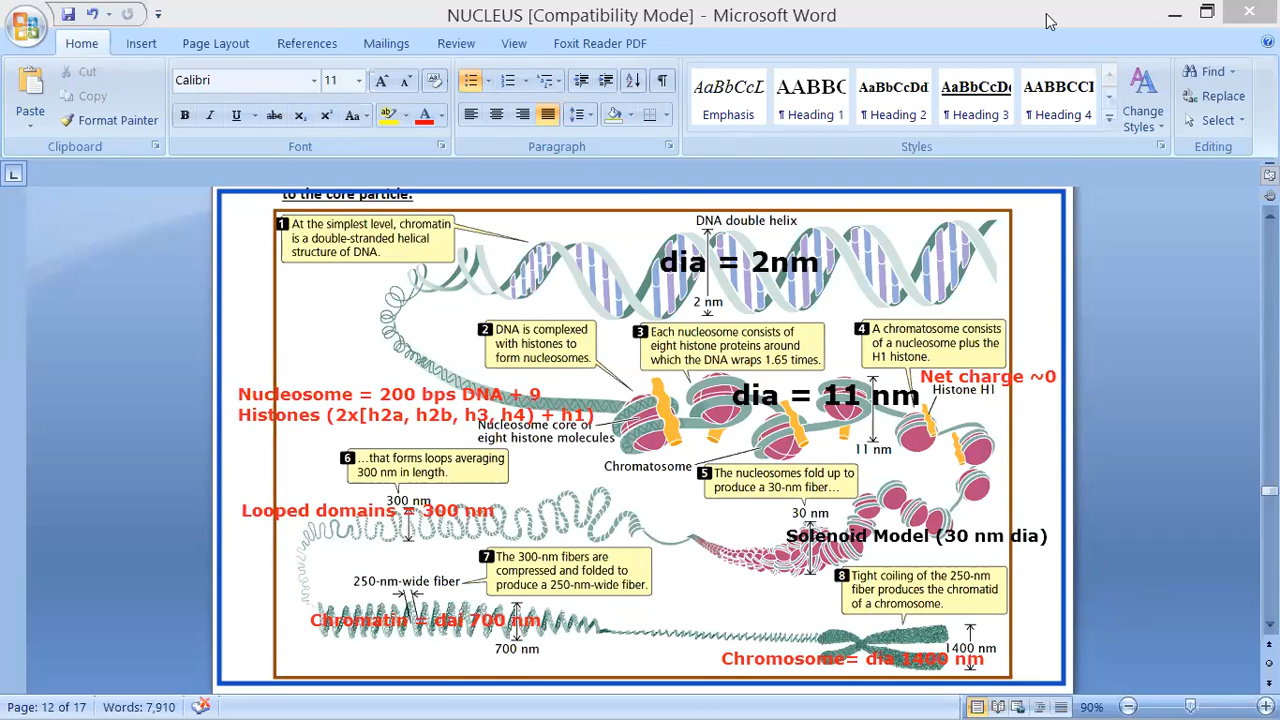 NUCLEUS [Compatibility Mode] - Microsoft Word
Home Insert Page Layout References Mailings Review View Foxit Reader PDF
Paste
Cut
Copy
Format Painter
Calibri 11
AaBbCcL AABBC AaBbCcDd AaBbCcDd AABBCCI
Emphasis ¶ Heading 1 ¶ Heading 2 ¶ Heading 3 ¶ Heading 4
Change Styles
Find
Replace
Select
Clipboard Font Paragraph Styles Editing
to the core particle.
1 At the simplest level, chromatin
is a double-stranded helical
structure of DNA.
DNA double helix
dia = 2nm
2 nm
2 DNA is complexed
with histones to
form nucleosomes.
3 Each nucleosome consists of
eight histone proteins around
which the DNA wraps 1.65 times.
4 A chromatosome consists
of a nucleosome plus the
H1 histone.
Net charge ~0
Histone H1
Nucleosome = 200 bps DNA + 9
Histones (2x[h2a, h2b, h3, h4) + h1)
dia = 11 nm
Nucleosome core of
eight histone molecules
11 nm
Chromatosome
6 …that forms loops averaging
300 nm in length.
5 The nucleosomes fold up to
produce a 30-nm fiber…
300 nm
Looped domains = 300 nm
30 nm
Solenoid Model (30 nm dia)
7 The 300-nm fibers are
compressed and folded to
produce a 250-nm-wide fiber.
8 Tight coiling of the 250-nm
fiber produces the chromatid
of a chromosome.
250-nm-wide fiber
Chromatin = dai 700 nm
700 nm
1400 nm
Chromosome= dia 1400 nm
Page: 12 of 17 Words: 7,910 90%